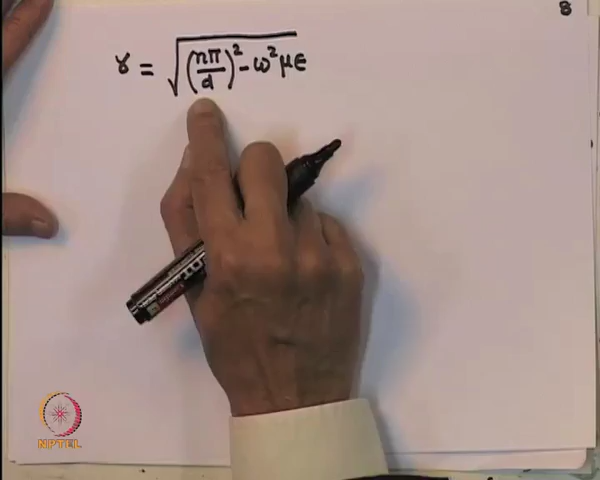 8
γ = √((nπ/d)² - ω²με)
NPTEL